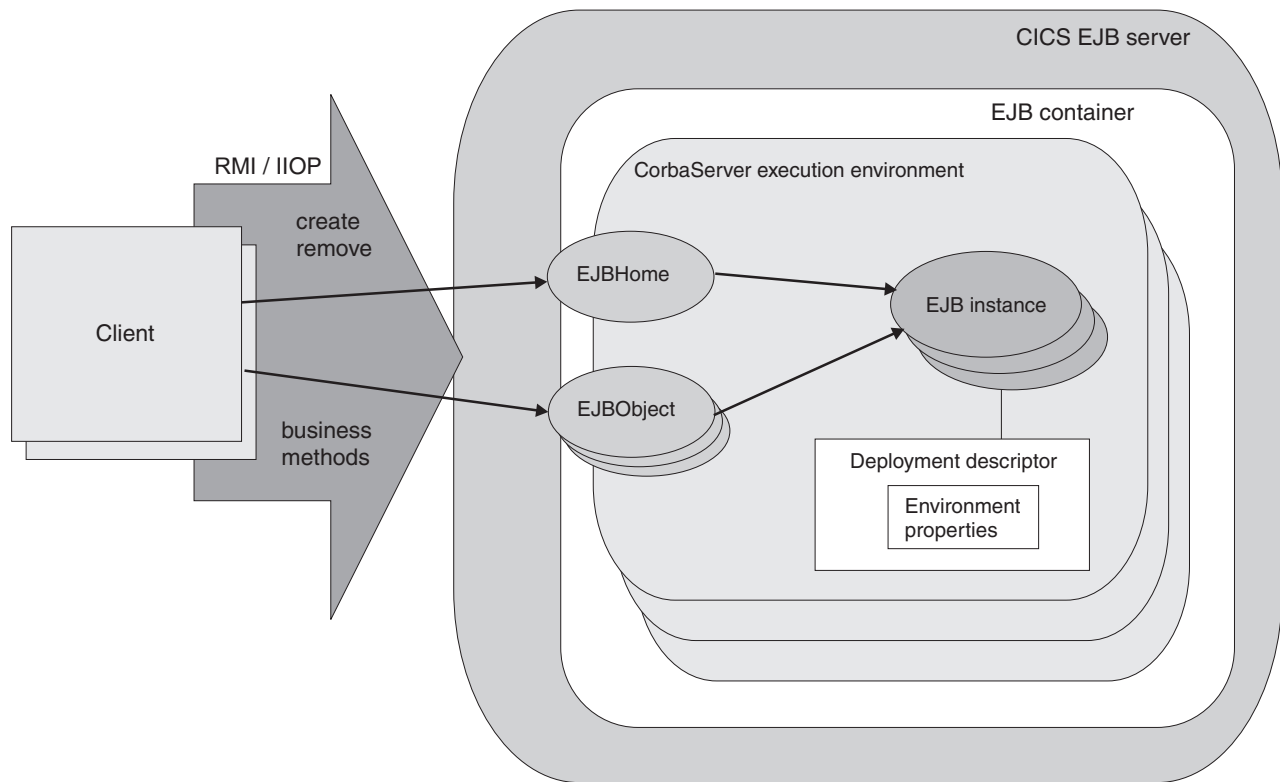 CICS EJB server
EJB container
RMI / IIOP
CorbaServer execution environment
create
remove
EJBHome
EJB instance
Client
EJBObject
business
methods
Deployment descriptor
Environment
properties